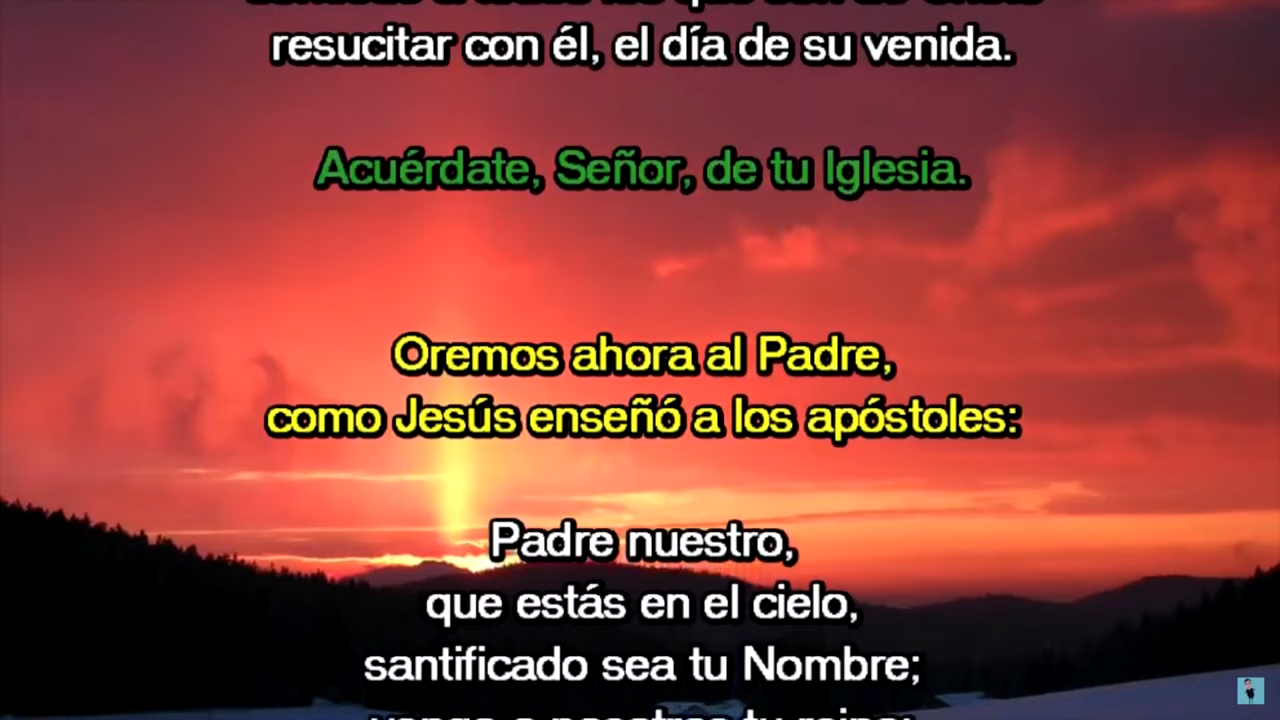 resucitar con él, el día de su venida.
Acuérdate, Señor, de tu Iglesia.
Oremos ahora al Padre,
como Jesús enseñó a los apóstoles:
Padre nuestro,
que estás en el cielo,
santificado sea tu Nombre;